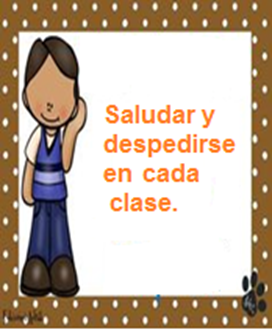 Saludar y
despedirse
en cada
clase.